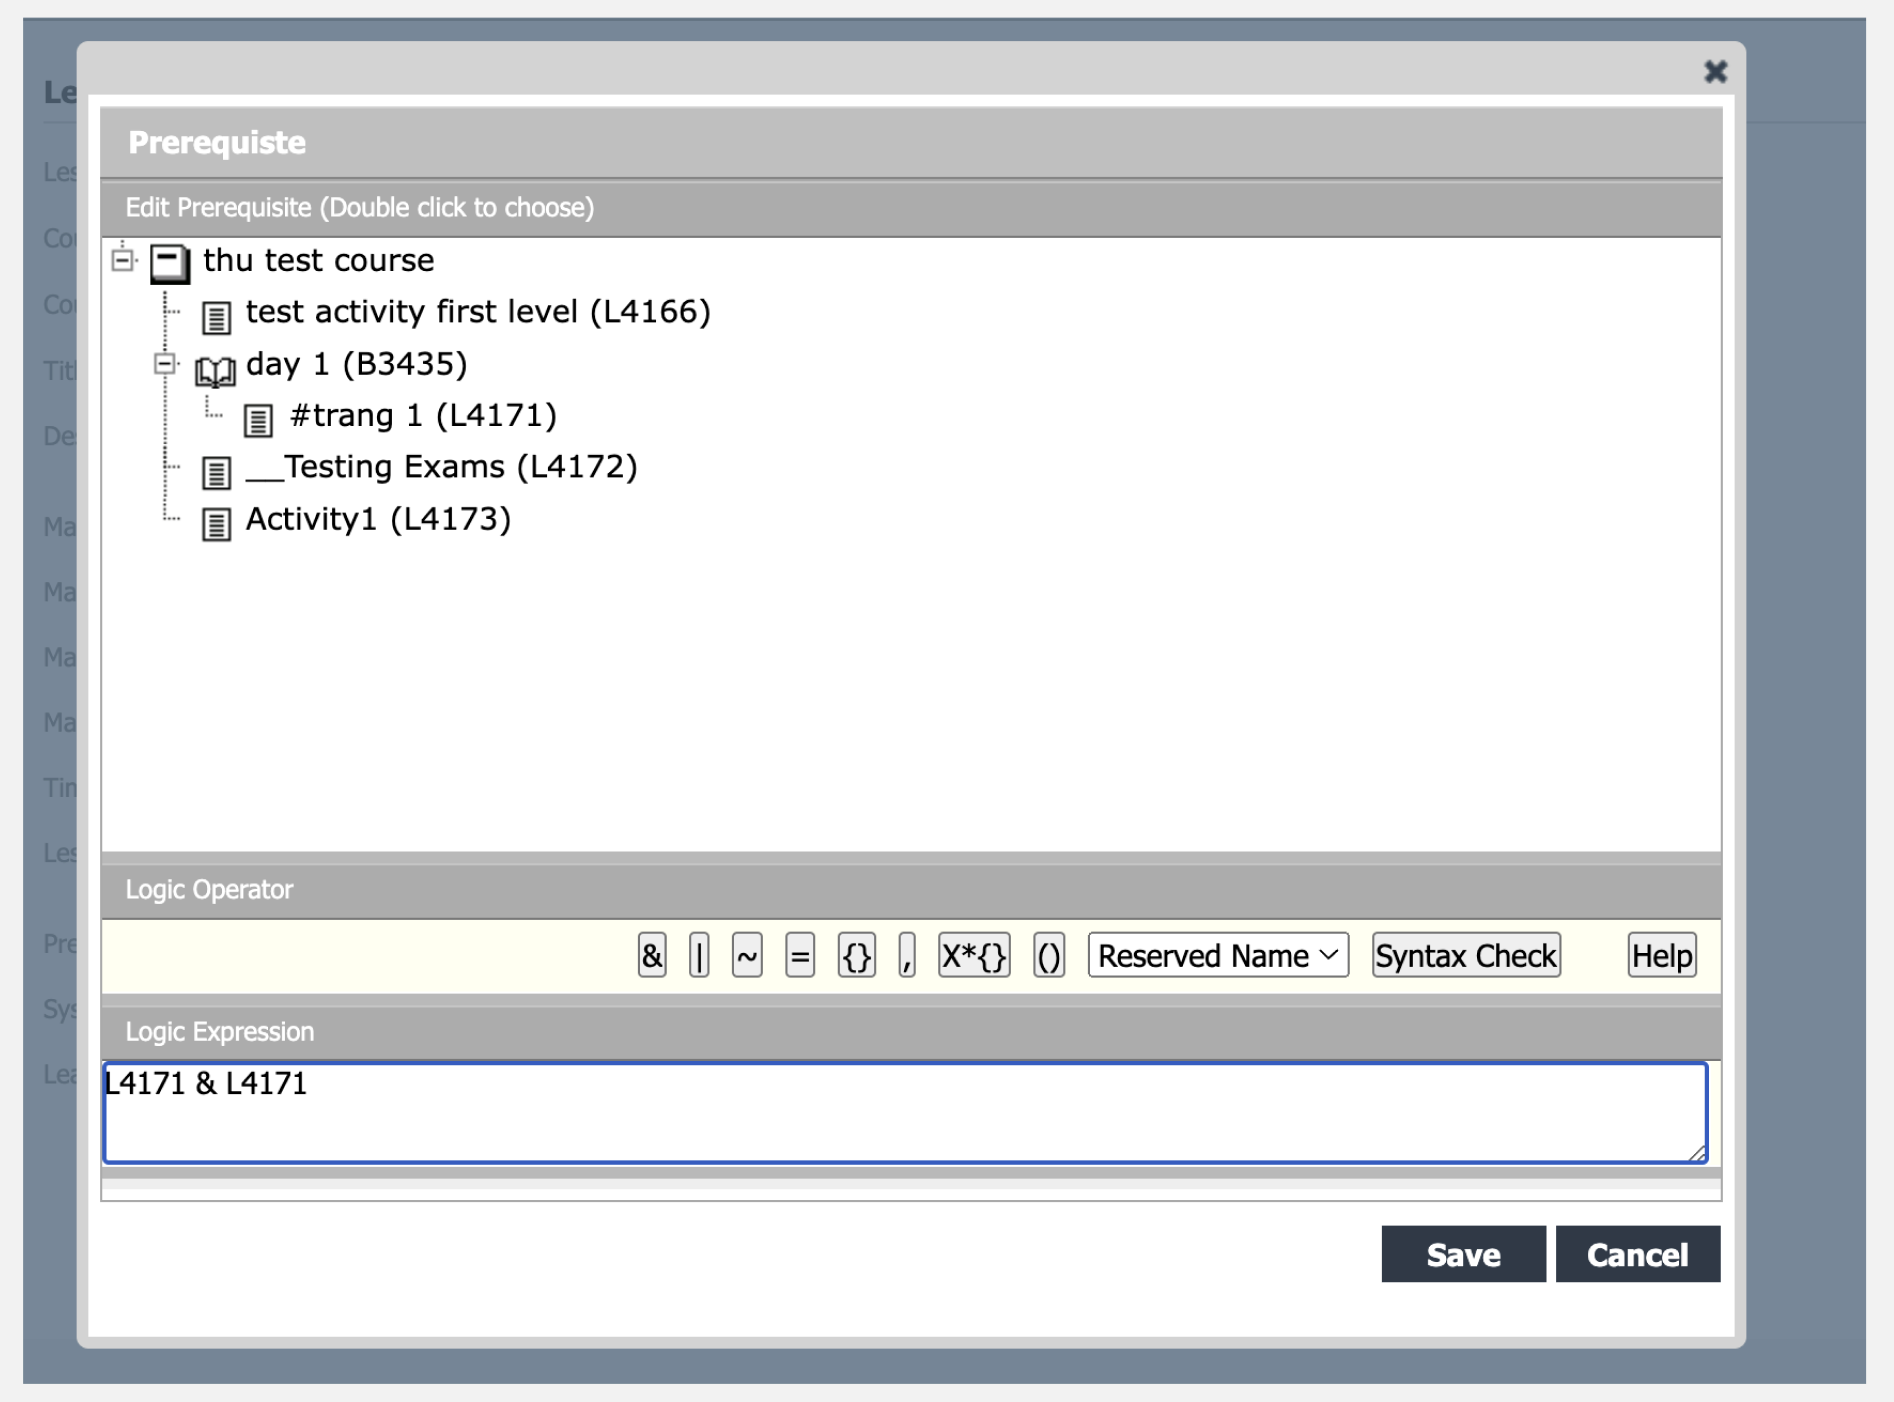 Le
Prerequiste
Les
Edit Prerequisite (Double click to choose)
Co
thu test course
Co
test activity first level (L4166)
Titl
day 1 (B3435)
#trang 1 (L4171)
De
__Testing Exams (L4172)
Activity1 (L4173)
Ma
Ma
Ma
Ma
Tim
Les
Logic Operator
Pre
& | ~ = {} , X*{} () Reserved Name Syntax Check Help
Sys
Logic Expression
Lea
L4171 & L4171
Save Cancel